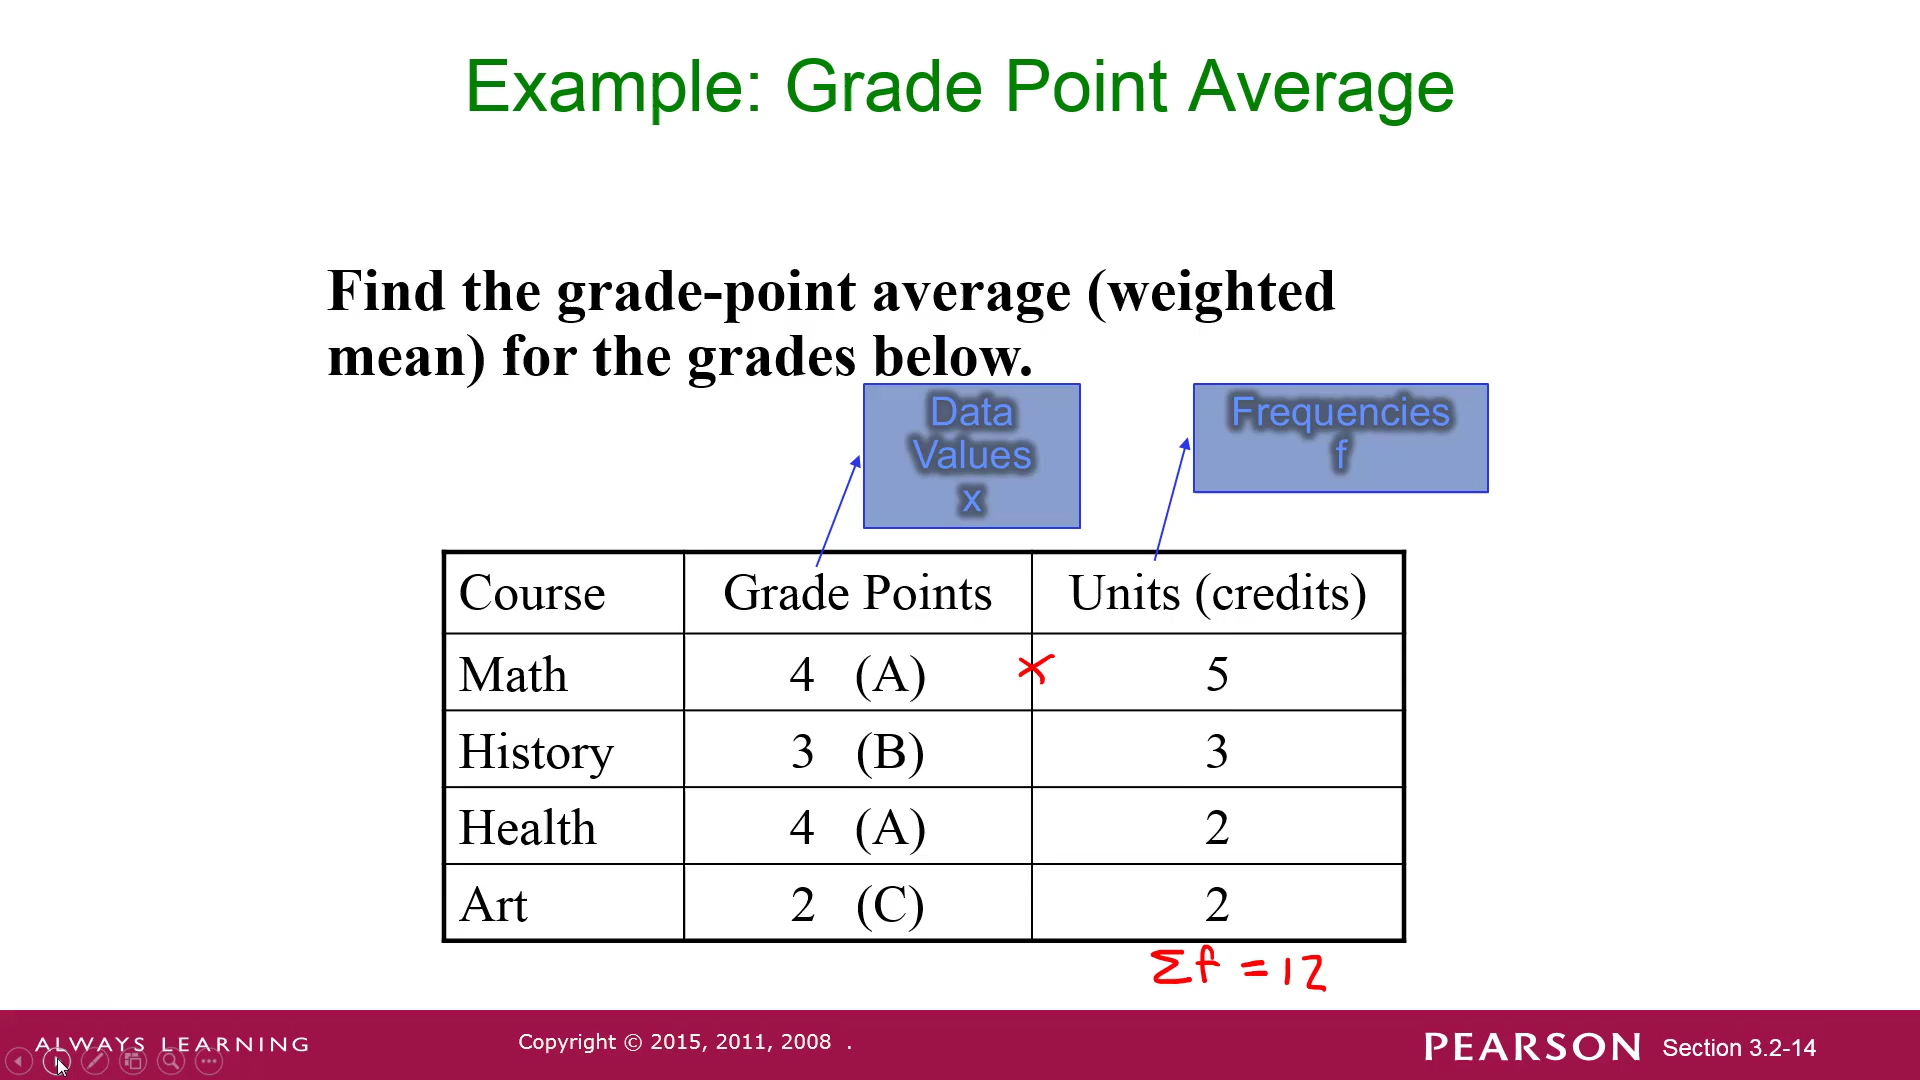 Example: Grade Point Average
Find the grade-point average (weighted
mean) for the grades below.
Data
Values
x
Frequencies
f
Course Grade Points Units (credits)
Math 4 (A) × 5
History 3 (B) 3
Health 4 (A) 2
Art 2 (C) 2
Σf = 12
ALWAYS LEARNING
Copyright © 2015, 2011, 2008 .
PEARSON
Section 3.2-14